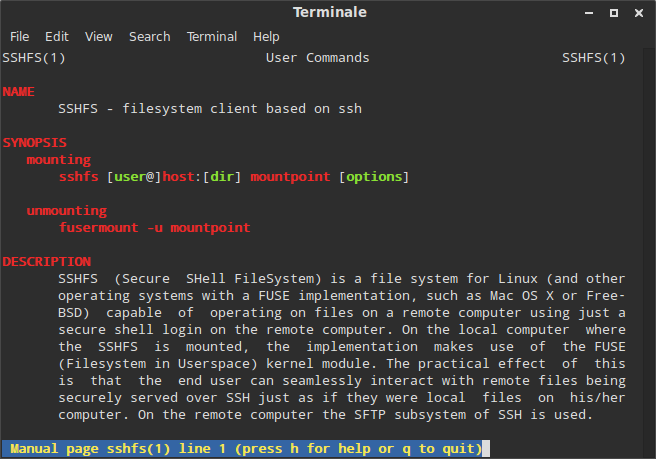 Terminale
File Edit View Search Terminal Help
SSHFS(1) User Commands SSHFS(1)
NAME
SSHFS - filesystem client based on ssh
SYNOPSIS
mounting
sshfs [user@]host:[dir] mountpoint [options]
unmounting
fusermount -u mountpoint
DESCRIPTION
SSHFS (Secure SHell FileSystem) is a file system for Linux (and other
operating systems with a FUSE implementation, such as Mac OS X or Free-
BSD) capable of operating on files on a remote computer using just a
secure shell login on the remote computer. On the local computer where
the SSHFS is mounted, the implementation makes use of the FUSE
(Filesystem in Userspace) kernel module. The practical effect of this
is that the end user can seamlessly interact with remote files being
securely served over SSH just as if they were local files on his/her
computer. On the remote computer the SFTP subsystem of SSH is used.
Manual page sshfs(1) line 1 (press h for help or q to quit)